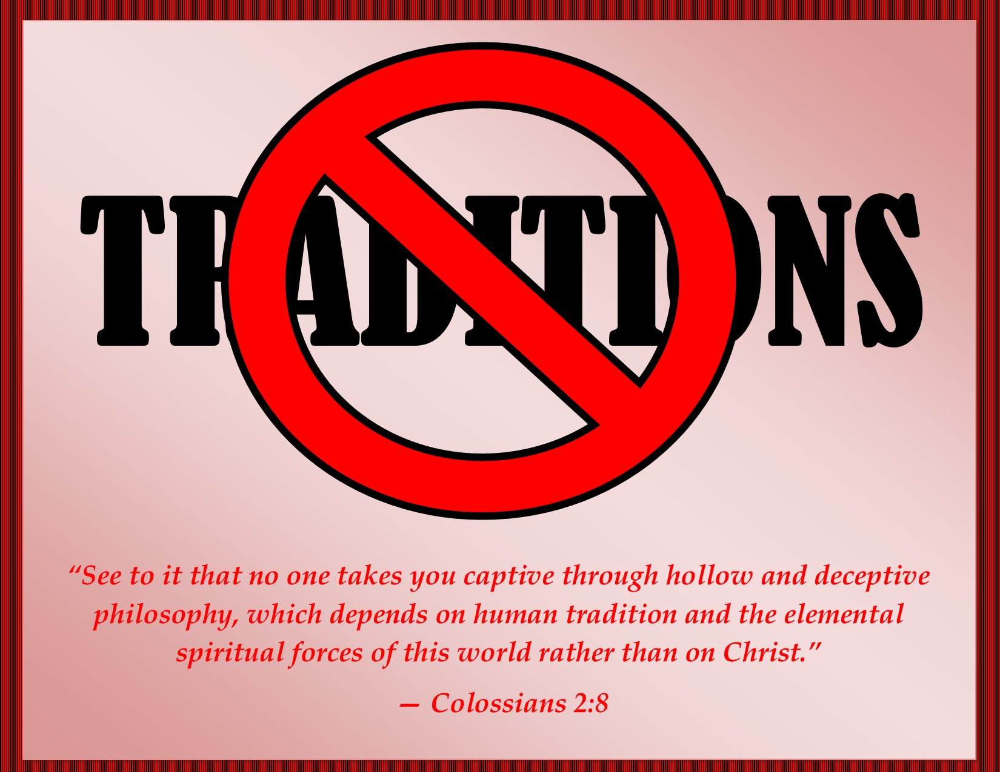 TRADITIONS
“See to it that no one takes you captive through hollow and deceptive
philosophy, which depends on human tradition and the elemental
spiritual forces of this world rather than on Christ.”
— Colossians 2:8